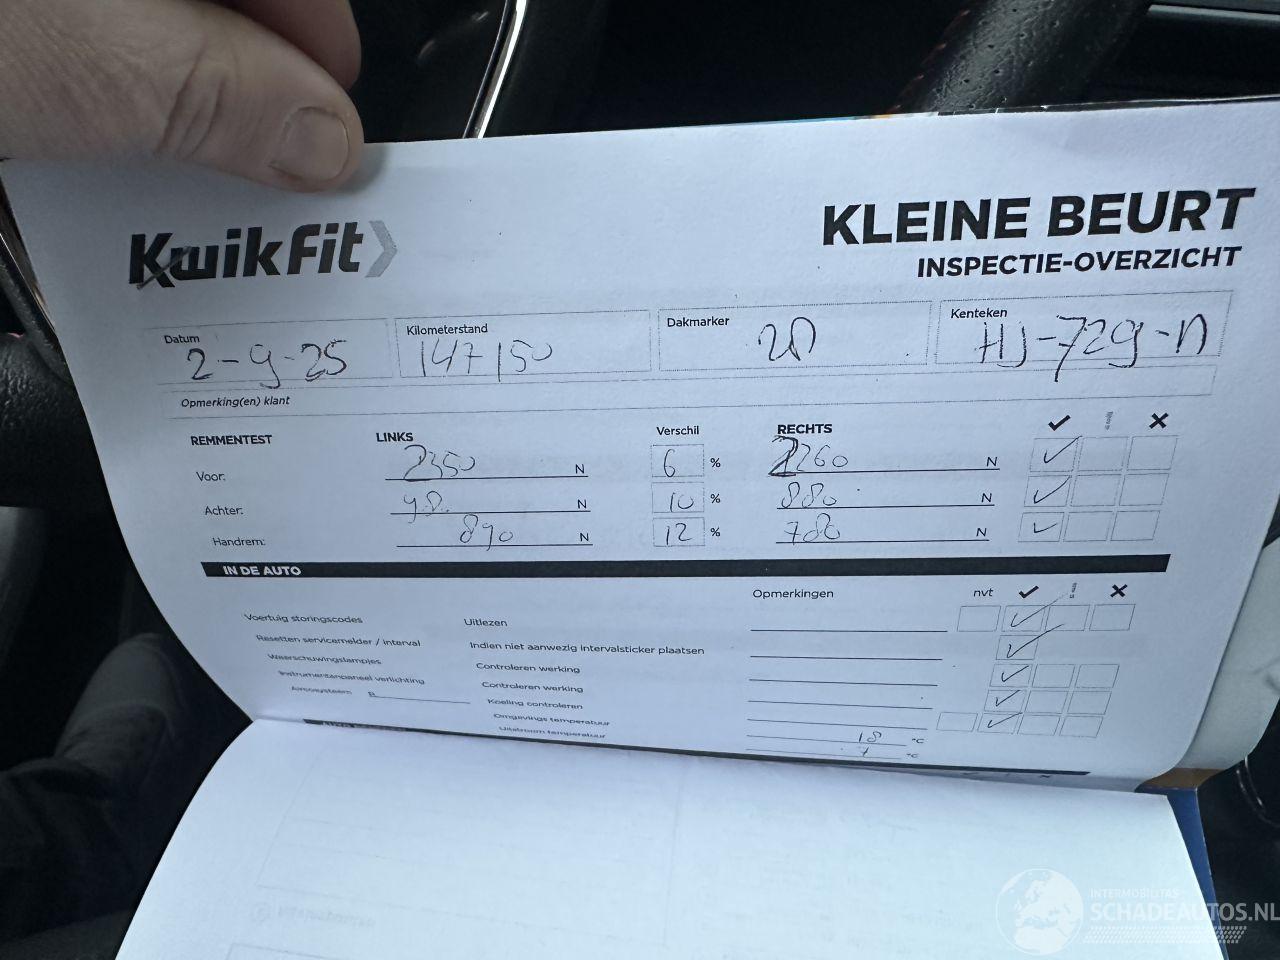 KwikFit
KLEINE BEURT
INSPECTIE-OVERZICHT
Datum Kilometerstand Dakmarker Kenteken
2-9-25 147150 20 HJ-729-N
Opmerking(en) klant
REMMENTEST LINKS Verschil RECHTS
Voor: 2350 N 6 % 2260 N
Achter: 98 N 10 % 880 N
Handrem: 890 N 12 % 780 N
IN DE AUTO
Opmerkingen nvt
Voertuig storingscodes Uitlezen
Resetten servicemelder / interval Indien niet aanwezig intervalsticker plaatsen
Waarschuwingslampjes Controleren werking
Instrumentenpaneel verlichting Controleren werking
Aircosysteem Koeling controleren
Omgevings temperatuur 18 °C
Uitstroom temperatuur 7 °C
INTERMOBILITAS
SCHADEAUTOS.NL